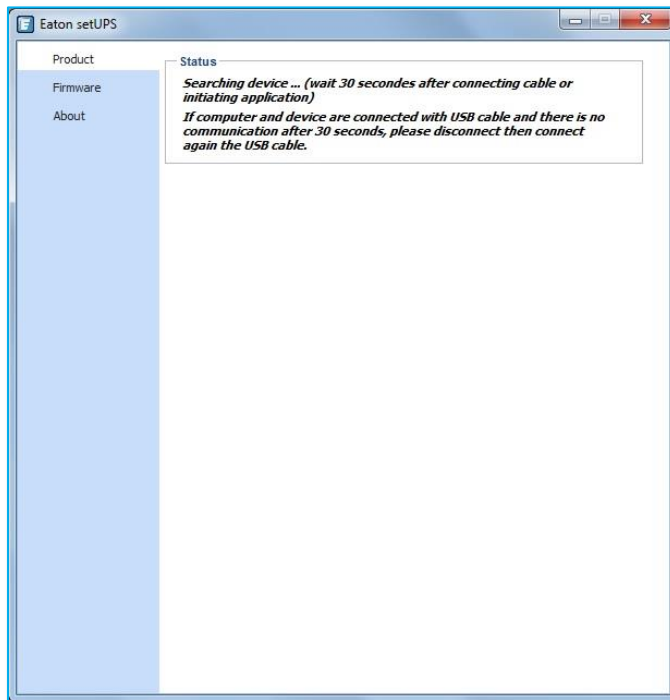 Eaton setUPS
Product
Firmware
About
Status
Searching device ... (wait 30 secondes after connecting cable or
initiating application)
If computer and device are connected with USB cable and there is no
communication after 30 seconds, please disconnect then connect
again the USB cable.